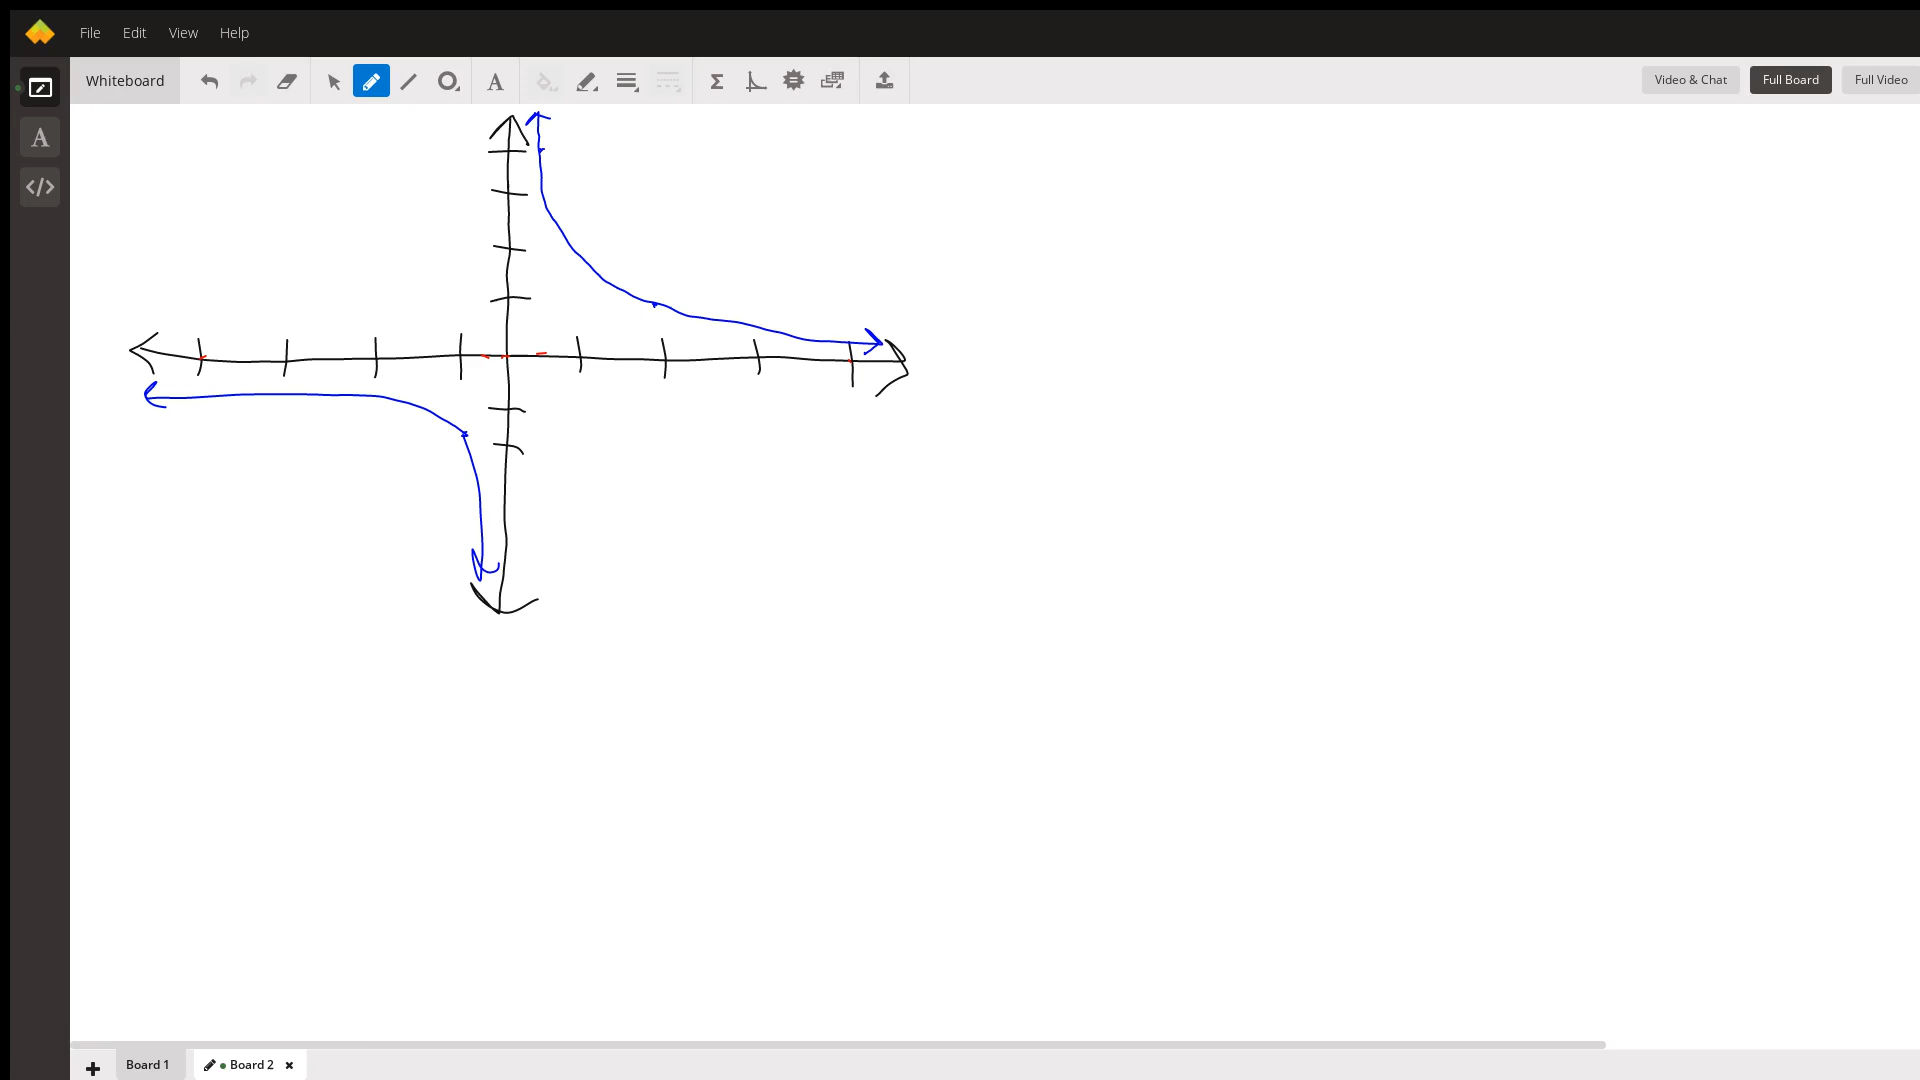 File Edit View Help
Whiteboard
A
Σ
Video & Chat Full Board Full Video
A
</>
Board 1 Board 2